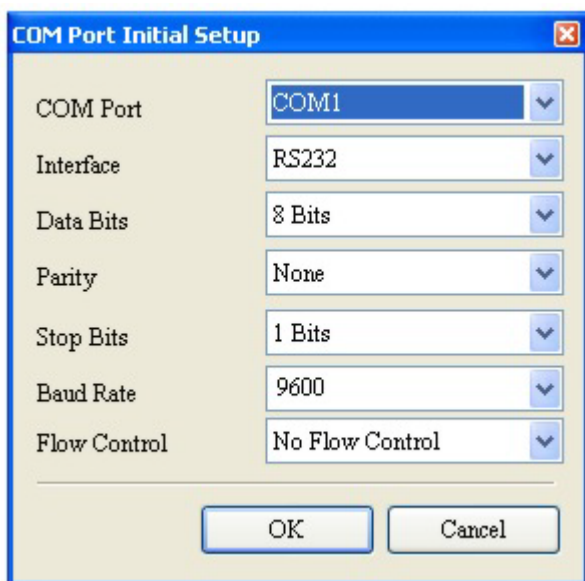 COM Port Initial Setup
COM Port COM1
Interface RS232
Data Bits 8 Bits
Parity None
Stop Bits 1 Bits
Baud Rate 9600
Flow Control No Flow Control
OK Cancel